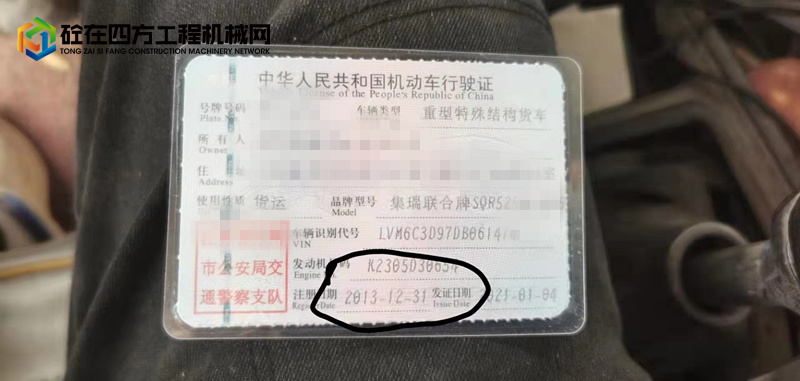 砼在四方工程机械网
TONG ZAI SI FANG CONSTRUCTION MACHINERY NETWORK
中华人民共和国机动车行驶证
License of the People's Republic of China
号牌号码 车辆类型 重型特殊结构货车
Plate
所有人
Owner
住
Address
使用性质 货运 品牌型号 集瑞联合牌SQR52
Model
车辆识别代号 LVM6C3D97DB0614
VIN
市公安局交 发动机 码 K2305D30654
Engine
通警察支队 注册日期 2013-12-31 发证日期 2021-01-04
Register Date Issue Date